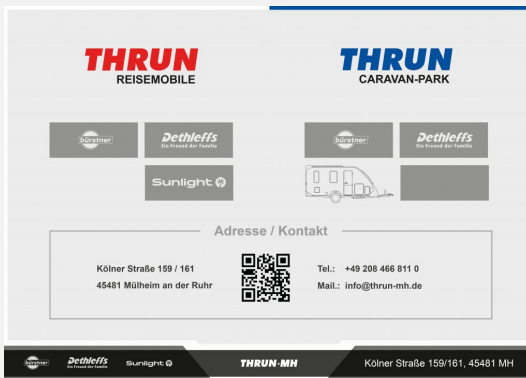 THRUN
REISEMOBILE
THRUN
CARAVAN-PARK
bürstner
Dethleffs
Ein Freund der Familie
bürstner
Dethleffs
Ein Freund der Familie
Sunlight
Adresse / Kontakt
Kölner Straße 159 / 161
45481 Mülheim an der Ruhr
Tel.: +49 208 466 811 0
Mail.: info@thrun-mh.de
bürstner
Dethleffs
Ein Freund der Familie
Sunlight
THRUN-MH
Kölner Straße 159/161, 45481 MH